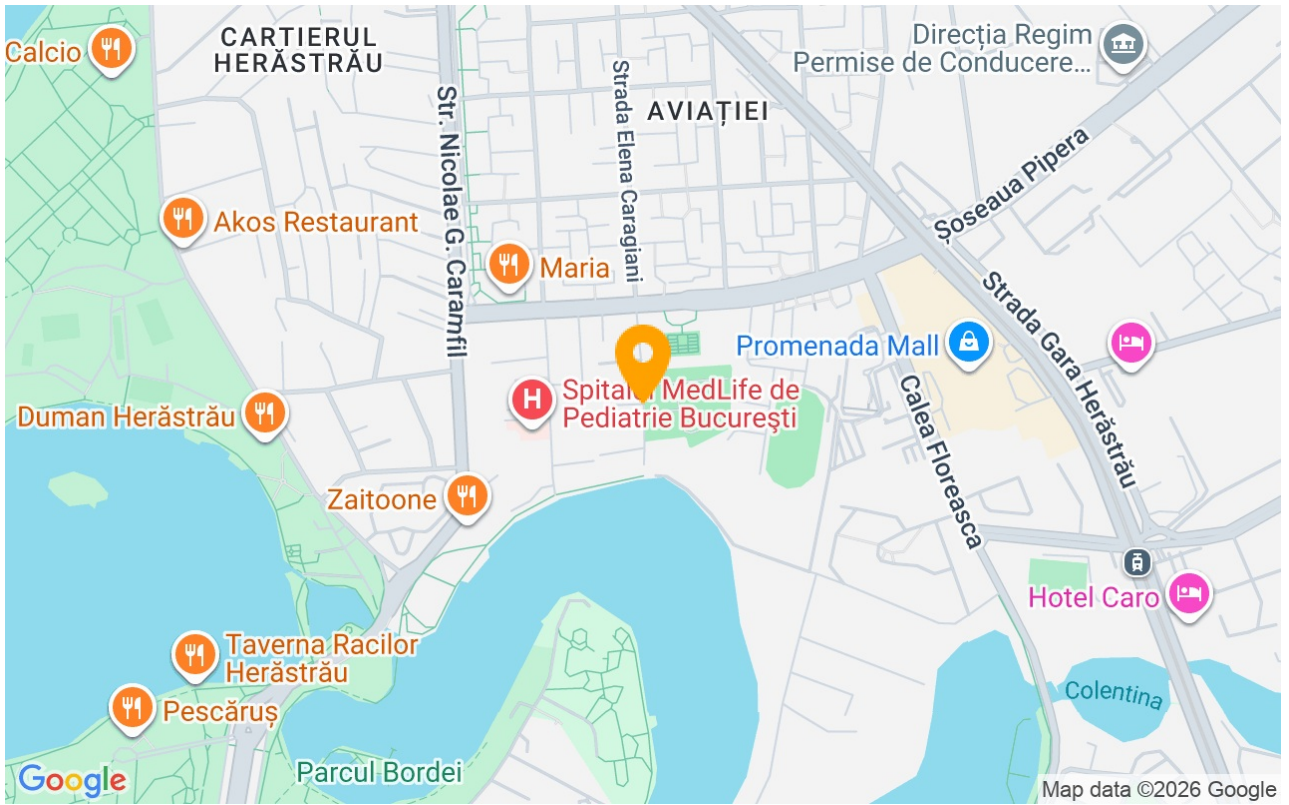 Calcio
CARTIERUL
HERĂSTRĂU
Direcția Regim
Permise de Conducere...
Strada Elena Caragiani
AVIAȚIEI
Str. Nicolae G. Caramfil
Șoseaua Pipera
Akos Restaurant
Maria
Strada Gara Herăstrău
Promenada Mall
Spitalul MedLife de
Pediatrie Bucureşti
Calea Floreasca
Duman Herăstrău
Zaitoone
Hotel Caro
Taverna Racilor
Herăstrău
Pescăruș
Colentina
Parcul Bordei
Google
Map data ©2026 Google